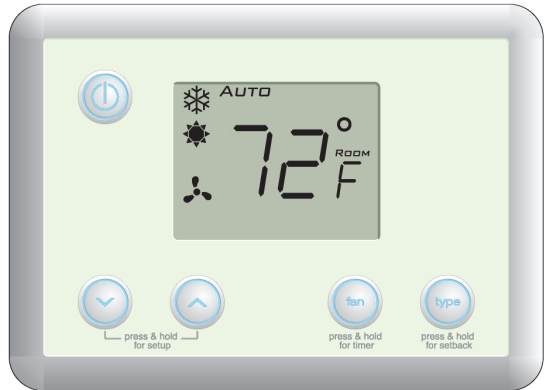 AUTO
72°
ROOM
F
fan
type
press & hold
for setup
press & hold
for timer
press & hold
for setback